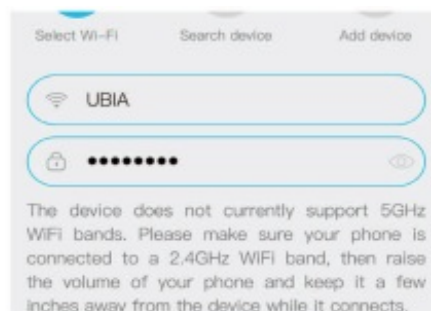 Select Wi-Fi Search device Add device
UBIA
●●●●●●●●
The device does not currently support 5GHz
WiFi bands. Please make sure your phone is
connected to a 2.4GHz WiFi band, then raise
the volume of your phone and keep it a few
inches away from the device while it connects.